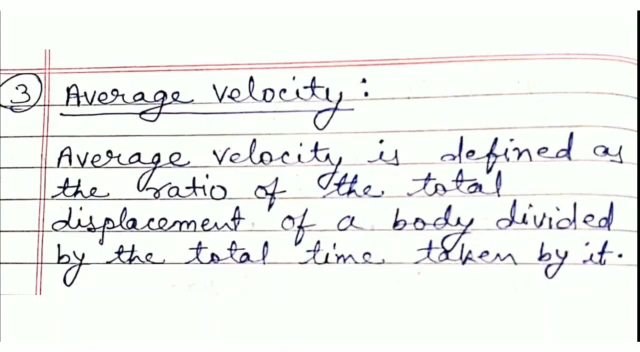 3 Average velocity:
Average velocity is defined as
the ratio of the total
displacement of a body divided
by the total time taken by it.